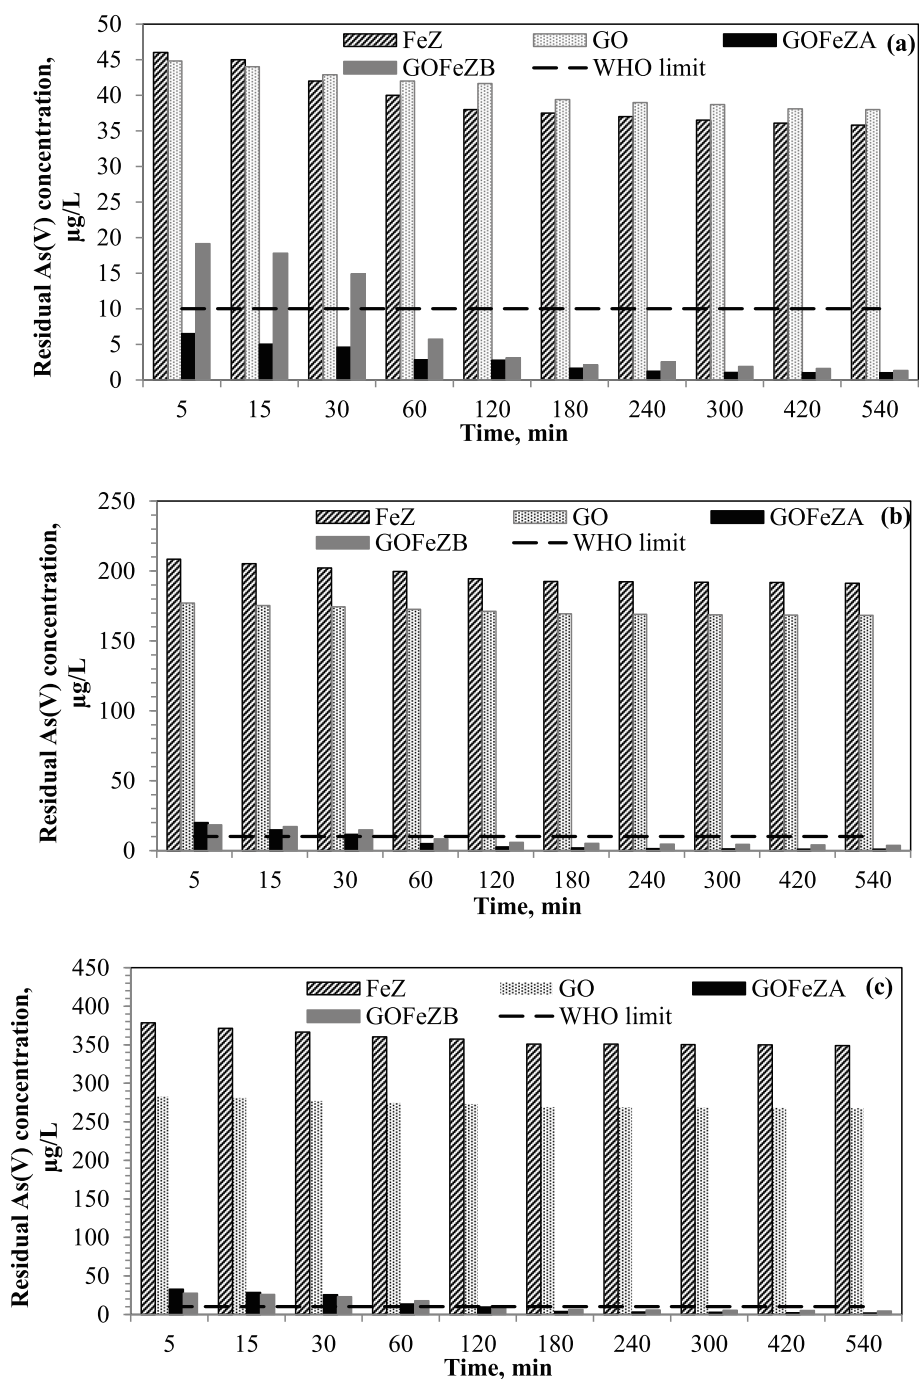 50
45
40
35
30
25
20
15
10
5
0
Residual As(V) concentration,
µg/L
FeZ GO GOFeZA (a)
GOFeZB WHO limit
5 15 30 60 120 180 240 300 420 540
Time, min
250
200
150
100
50
0
Residual As(V) concentration,
µg/L
FeZ GO GOFeZA (b)
GOFeZB WHO limit
5 15 30 60 120 180 240 300 420 540
Time, min
450
400
350
300
250
200
150
100
50
0
Residual As(V) concentration,
µg/L
FeZ GO GOFeZA (c)
GOFeZB WHO limit
5 15 30 60 120 180 240 300 420 540
Time, min